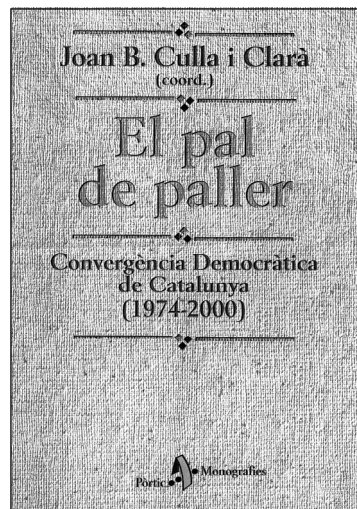 Joan B. Culla i Clarà
(coord.)
El pal
de paller
Convergència Democràtica
de Catalunya
(1974-2000)
Pòrtic Monografies